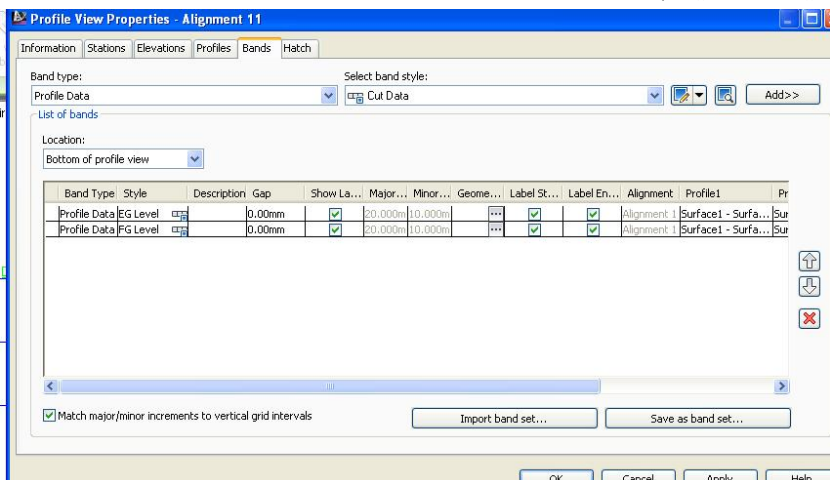 Profile View Properties - Alignment 11
Information Stations Elevations Profiles Bands Hatch
Band type: Select band style:
Profile Data Cut Data Add>>
List of bands
Location:
Bottom of profile view
Band Type Style Description Gap Show La... Major... Minor... Geome... Label St... Label En... Alignment Profile1 Pr
Profile Data EG Level 0.00mm 20.000m 10.000m ... Alignment 1 Surface1 - Surfa... Sur
Profile Data FG Level 0.00mm 20.000m 10.000m ... Alignment 1 Surface1 - Surfa... Sur
Match major/minor increments to vertical grid intervals Import band set... Save as band set...
OK Cancel Apply Help